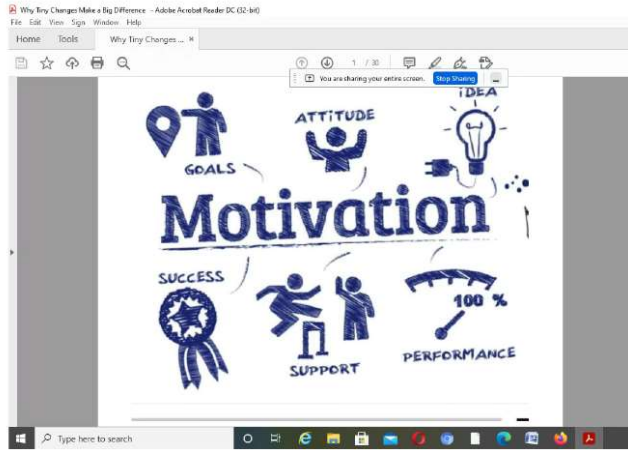 Why Tiny Changes Make a Big Difference - Adobe Acrobat Reader DC (32-bit)
File Edit View Sign Window Help
Home Tools Why Tiny Changes ... ×
1 / 30
You are sharing your entire screen. Stop Sharing
GOALS
ATTiTUDE
iDEA
Motivation
SUCCESS
SUPPORT
100 %
PERFORMANCE
Type here to search